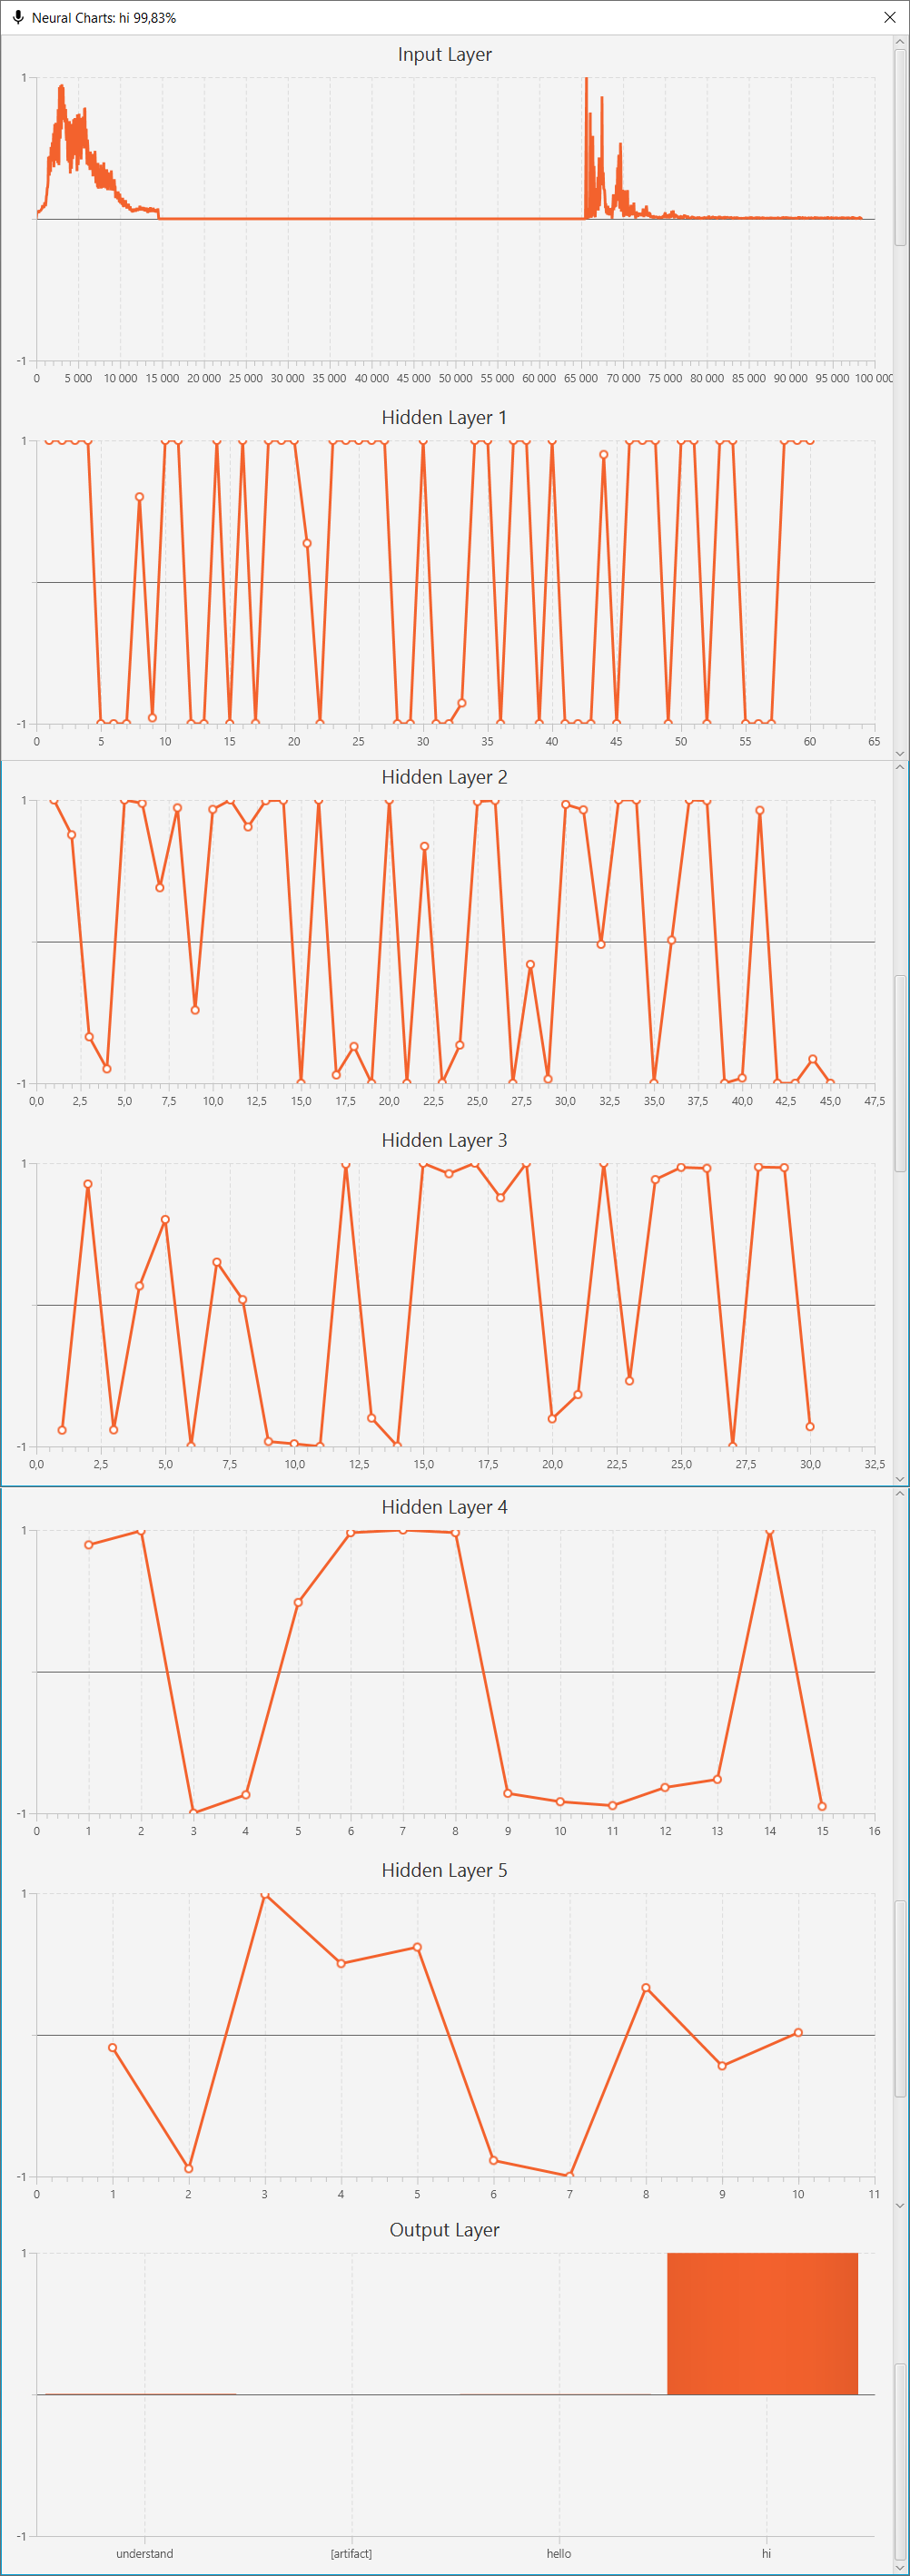 Neural Charts: hi 99,83%
Input Layer
1
-1
0 5 000 10 000 15 000 20 000 25 000 30 000 35 000 40 000 45 000 50 000 55 000 60 000 65 000 70 000 75 000 80 000 85 000 90 000 95 000 100 000
Hidden Layer 1
1
-1
0 5 10 15 20 25 30 35 40 45 50 55 60 65
Hidden Layer 2
1
-1
0,0 2,5 5,0 7,5 10,0 12,5 15,0 17,5 20,0 22,5 25,0 27,5 30,0 32,5 35,0 37,5 40,0 42,5 45,0 47,5
Hidden Layer 3
1
-1
0,0 2,5 5,0 7,5 10,0 12,5 15,0 17,5 20,0 22,5 25,0 27,5 30,0 32,5
Hidden Layer 4
1
-1
0 1 2 3 4 5 6 7 8 9 10 11 12 13 14 15 16
Hidden Layer 5
1
-1
0 1 2 3 4 5 6 7 8 9 10 11
Output Layer
1
-1
understand [artifact] hello hi